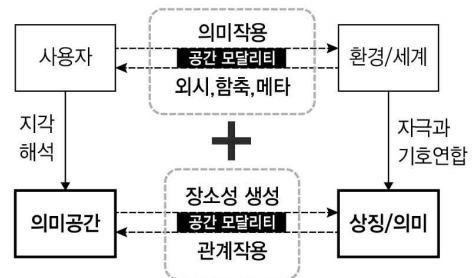 의미작용
사용자
공간 모달리티
환경/세계
외시,함축,메타
지각
해석
자극과
기호연합
장소성 생성
의미공간
공간 모달리티
상징/의미
관계작용